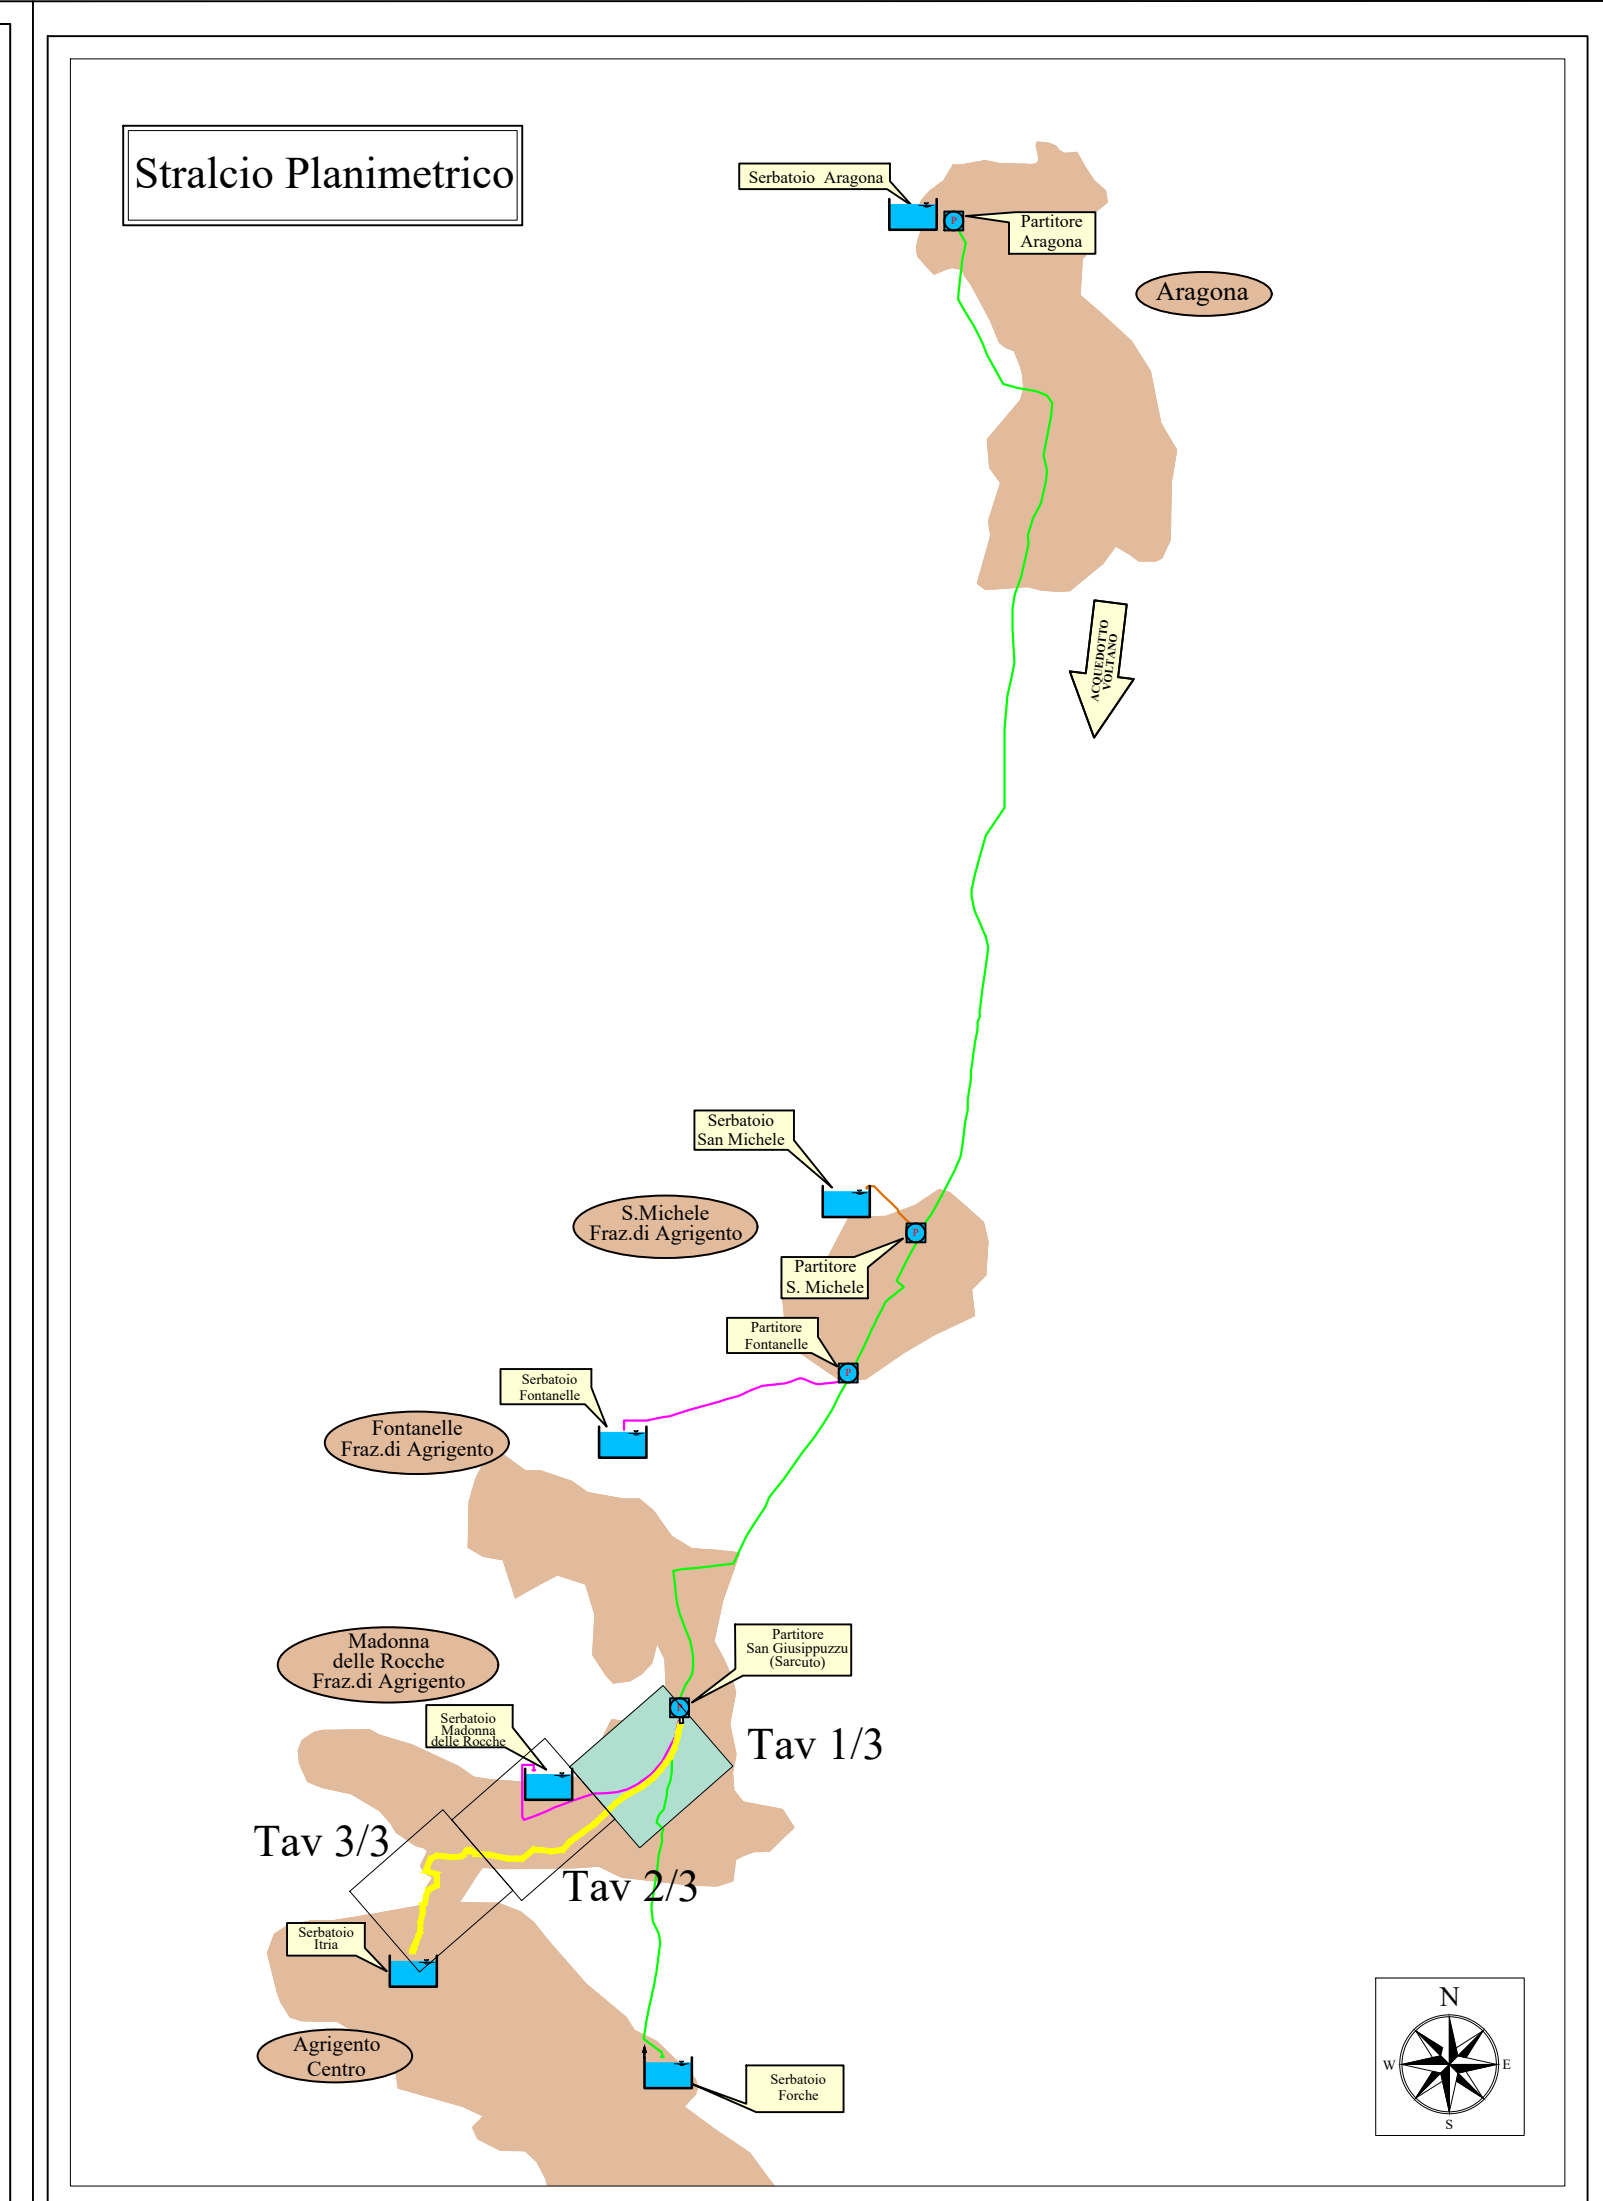 Stralcio Planimetrico
Serbatoio Aragona
P
Partitore
Aragona
Aragona
ACQUEDOTTO
VOLTANO
Serbatoio
San Michele
S.Michele
Fraz.di Agrigento
P
Partitore
S. Michele
Partitore
Fontanelle
P
Serbatoio
Fontanelle
Fontanelle
Fraz.di Agrigento
Partitore
San Giusippuzzu
(Sarcuto)
Madonna
delle Rocche
Fraz.di Agrigento
P
Serbatoio
Madonna
delle Rocche
Tav 1/3
Tav 3/3
Tav 2/3
Serbatoio
Itria
Agrigento
Centro
Serbatoio
Forche
N
W
E
S